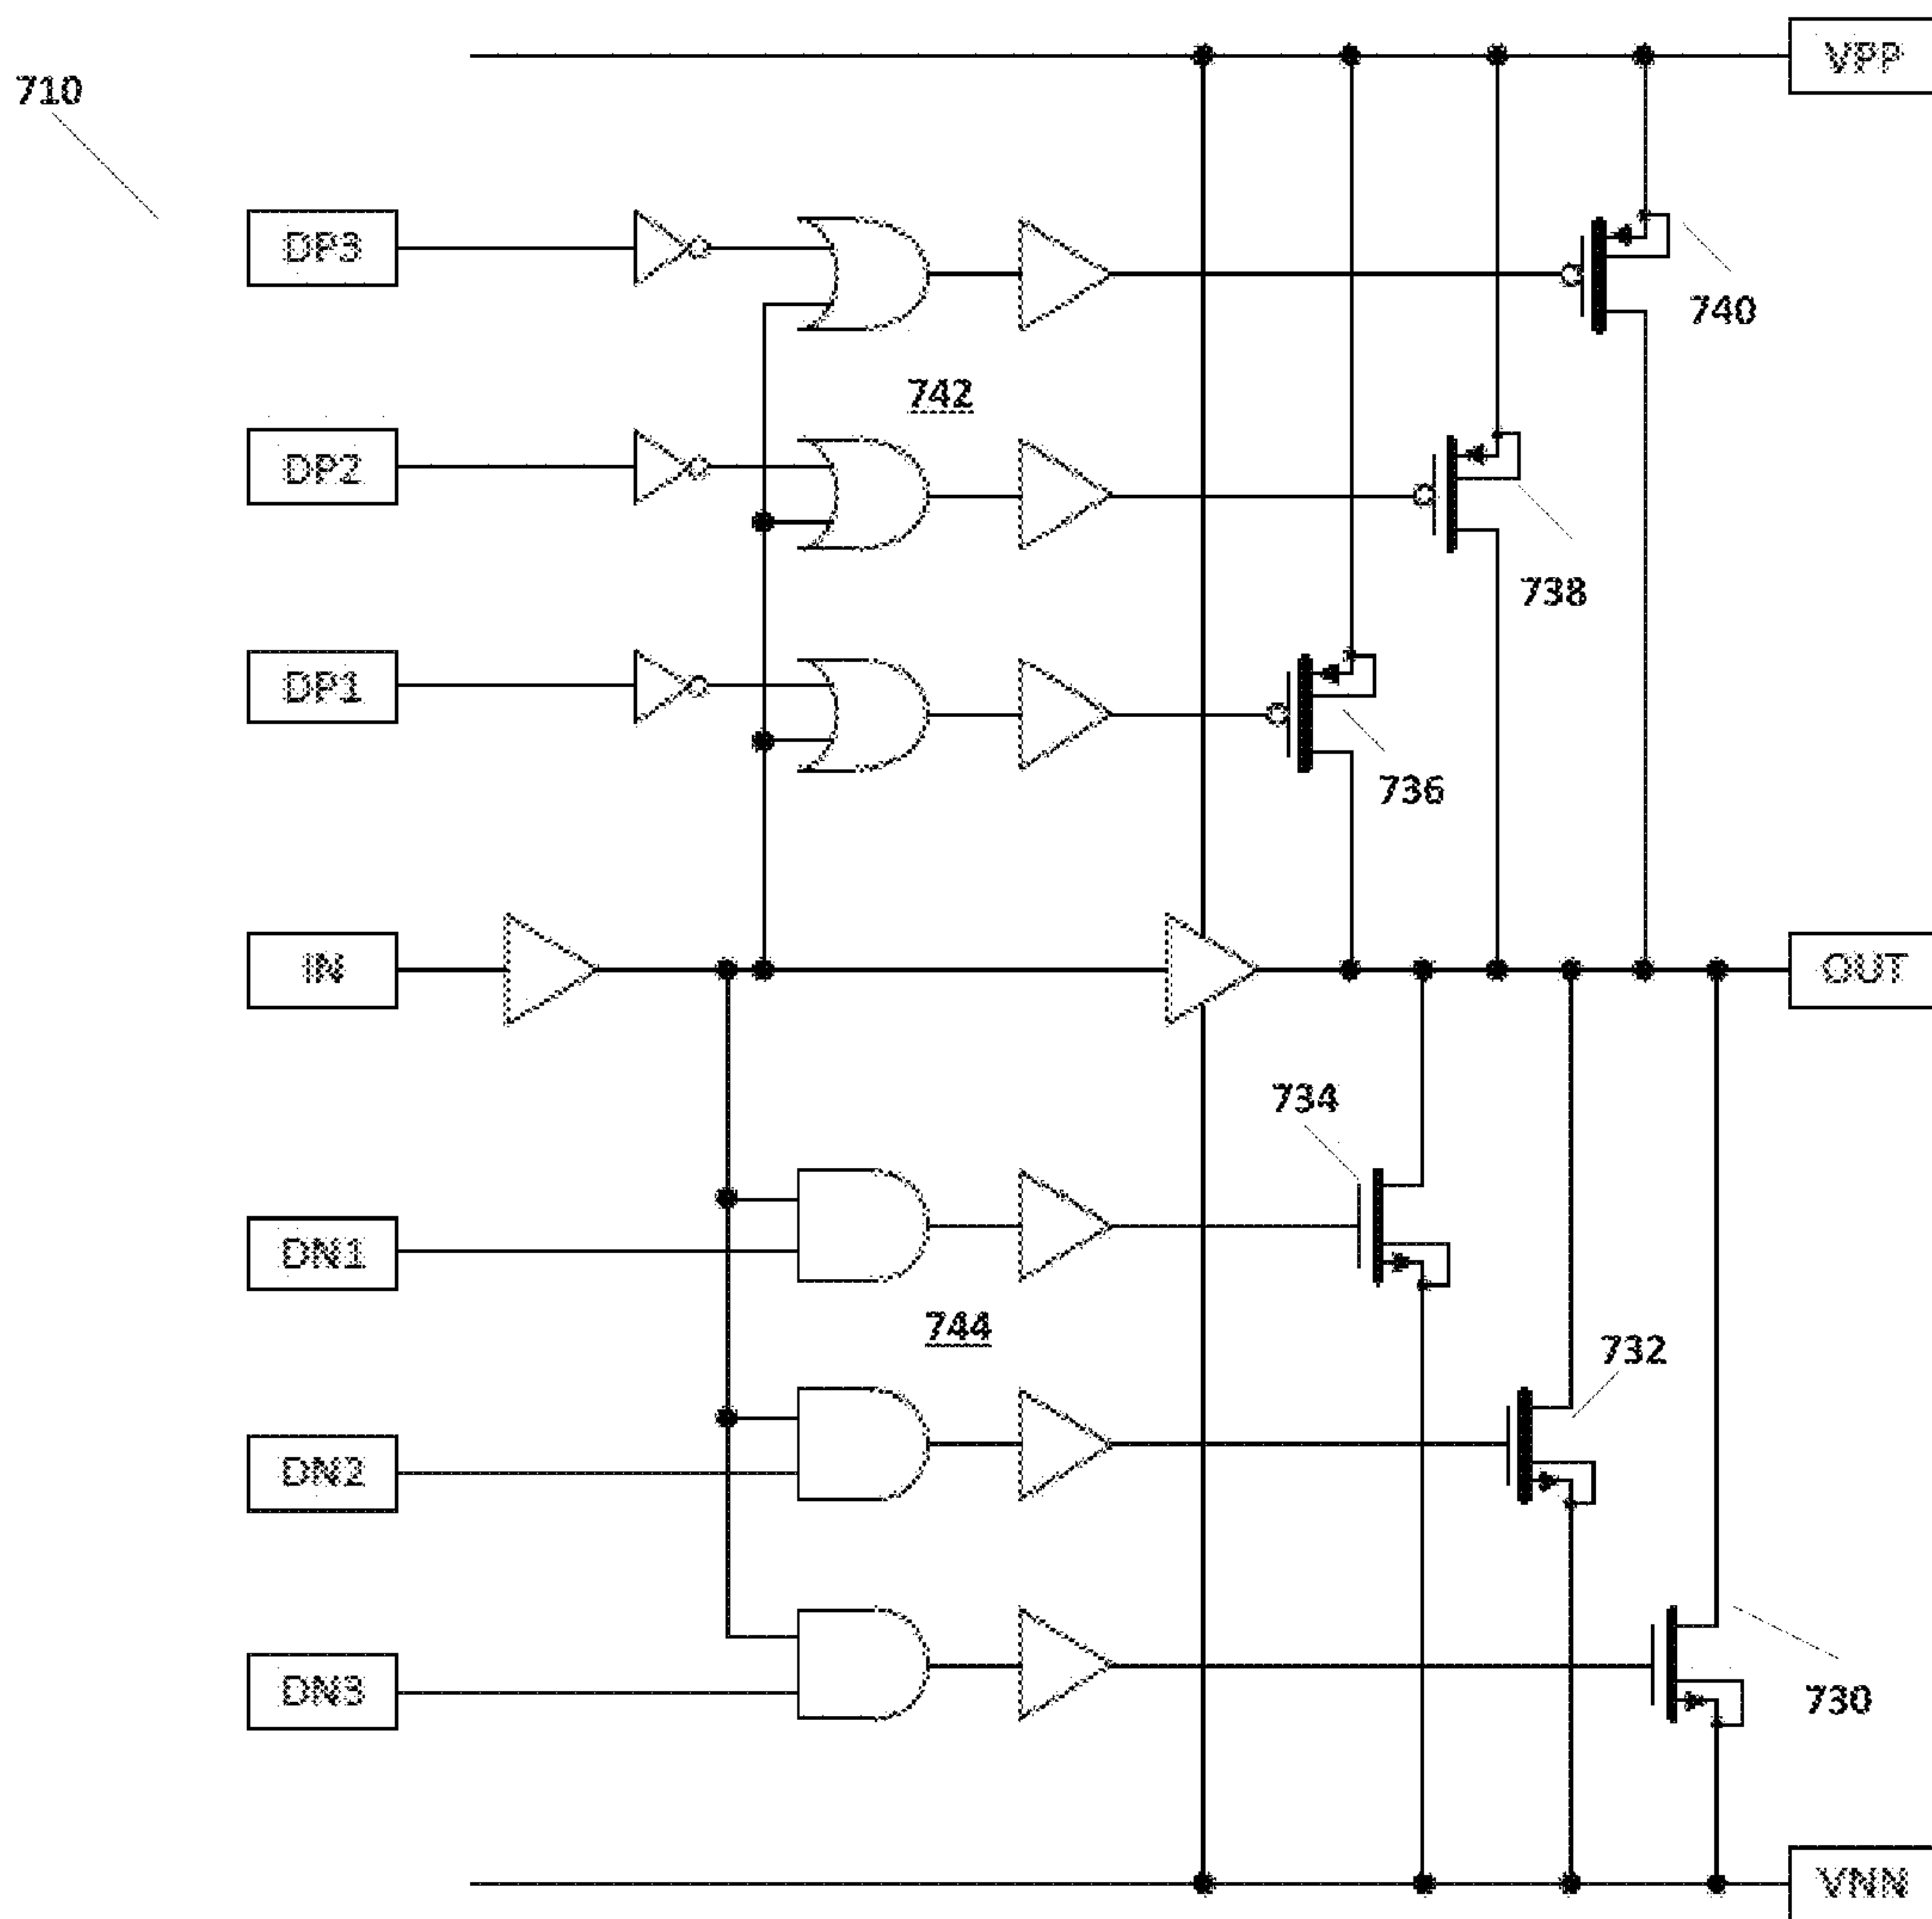 VPP
710
DP3
740
742
DP2
738
DP1
736
IN
OUT
734
DN1
744
732
DN2
DN3
730
VNN